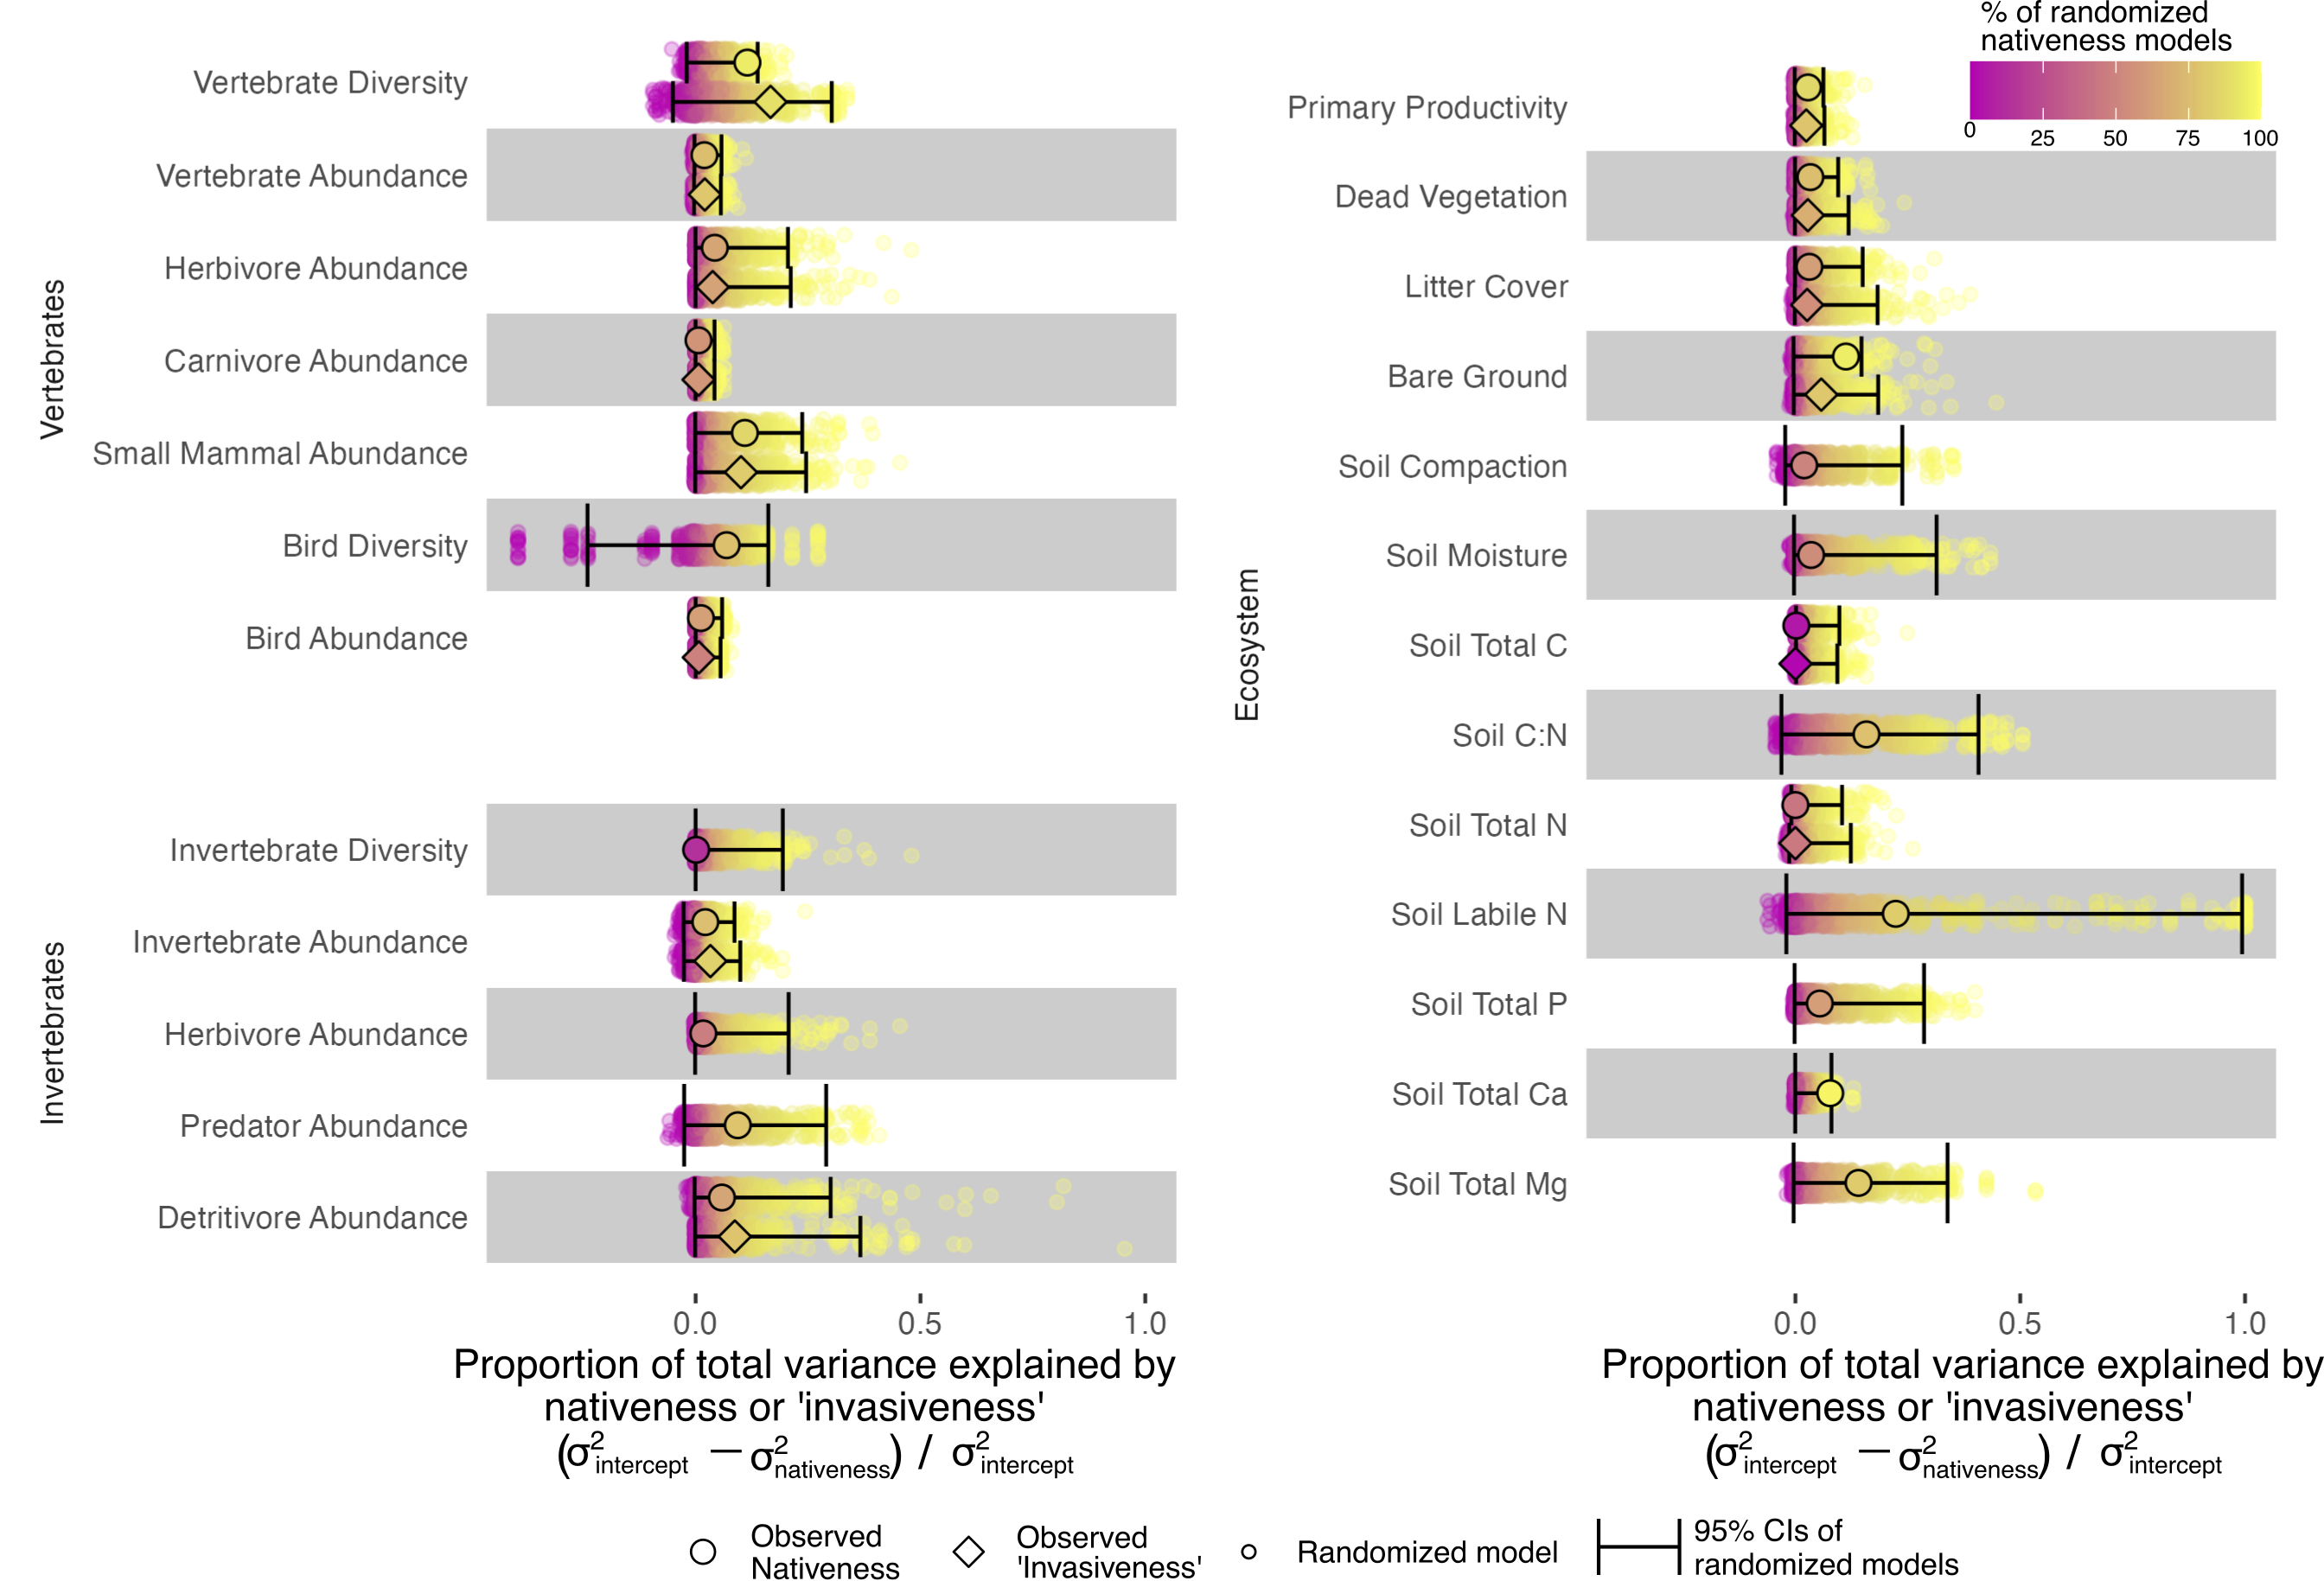 Vertebrates
Vertebrate Diversity
Vertebrate Abundance
Herbivore Abundance
Carnivore Abundance
Small Mammal Abundance
Bird Diversity
Bird Abundance
Invertebrates
Invertebrate Diversity
Invertebrate Abundance
Herbivore Abundance
Predator Abundance
Detritivore Abundance
0.0 0.5 1.0
Proportion of total variance explained by
nativeness or 'invasiveness'
(σ²intercept − σ²nativeness) / σ²intercept
% of randomized
nativeness models
0 25 50 75 100
Ecosystem
Primary Productivity
Dead Vegetation
Litter Cover
Bare Ground
Soil Compaction
Soil Moisture
Soil Total C
Soil C:N
Soil Total N
Soil Labile N
Soil Total P
Soil Total Ca
Soil Total Mg
0.0 0.5 1.0
Proportion of total variance explained by
nativeness or 'invasiveness'
(σ²intercept − σ²nativeness) / σ²intercept
Observed
Nativeness
Observed
'Invasiveness'
Randomized model
95% CIs of
randomized models